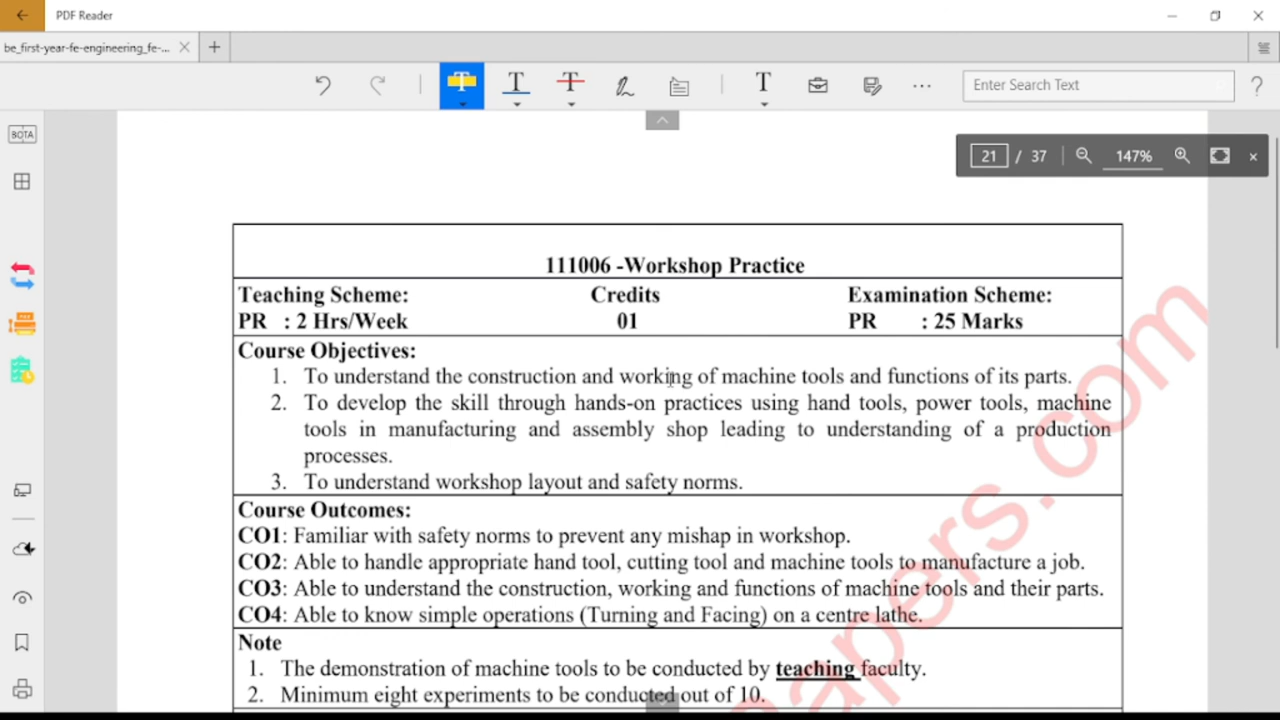 PDF Reader
be_first-year-fe-engineering_fe-...
Enter Search Text
?
BOTA
21 / 37
147%
111006 -Workshop Practice
Teaching Scheme: Credits Examination Scheme:
PR : 2 Hrs/Week 01 PR : 25 Marks
Course Objectives:
1. To understand the construction and working of machine tools and functions of its parts.
2. To develop the skill through hands-on practices using hand tools, power tools, machine
tools in manufacturing and assembly shop leading to understanding of a production
processes.
3. To understand workshop layout and safety norms.
Course Outcomes:
CO1: Familiar with safety norms to prevent any mishap in workshop.
CO2: Able to handle appropriate hand tool, cutting tool and machine tools to manufacture a job.
CO3: Able to understand the construction, working and functions of machine tools and their parts.
CO4: Able to know simple operations (Turning and Facing) on a centre lathe.
Note
1. The demonstration of machine tools to be conducted by teaching faculty.
2. Minimum eight experiments to be conducted out of 10.
apers.com